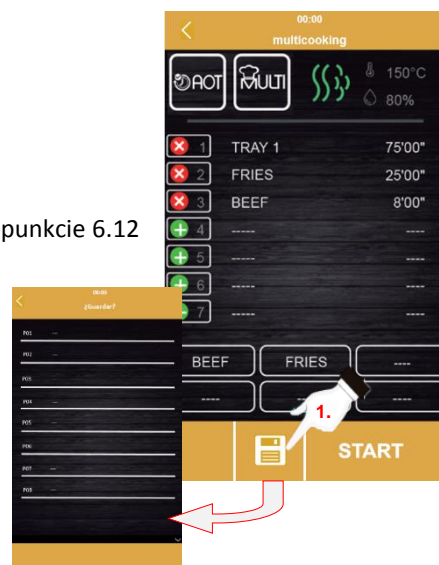 00:00
multicooking
AOT MULTI 150°C
80%
1 TRAY 1 75'00"
2 FRIES 25'00"
3 BEEF 8'00"
4 ----- ----
5 ----- ----
6 ----- ----
7 ----- ----
BEEF FRIES ----
---- ----
1.
START
punkcie 6.12
00:00
¿Guardar?
P01 ---
P02 ---
P03 ---
P04 ---
P05 ---
P06 ---
P07 ---
P08 ---